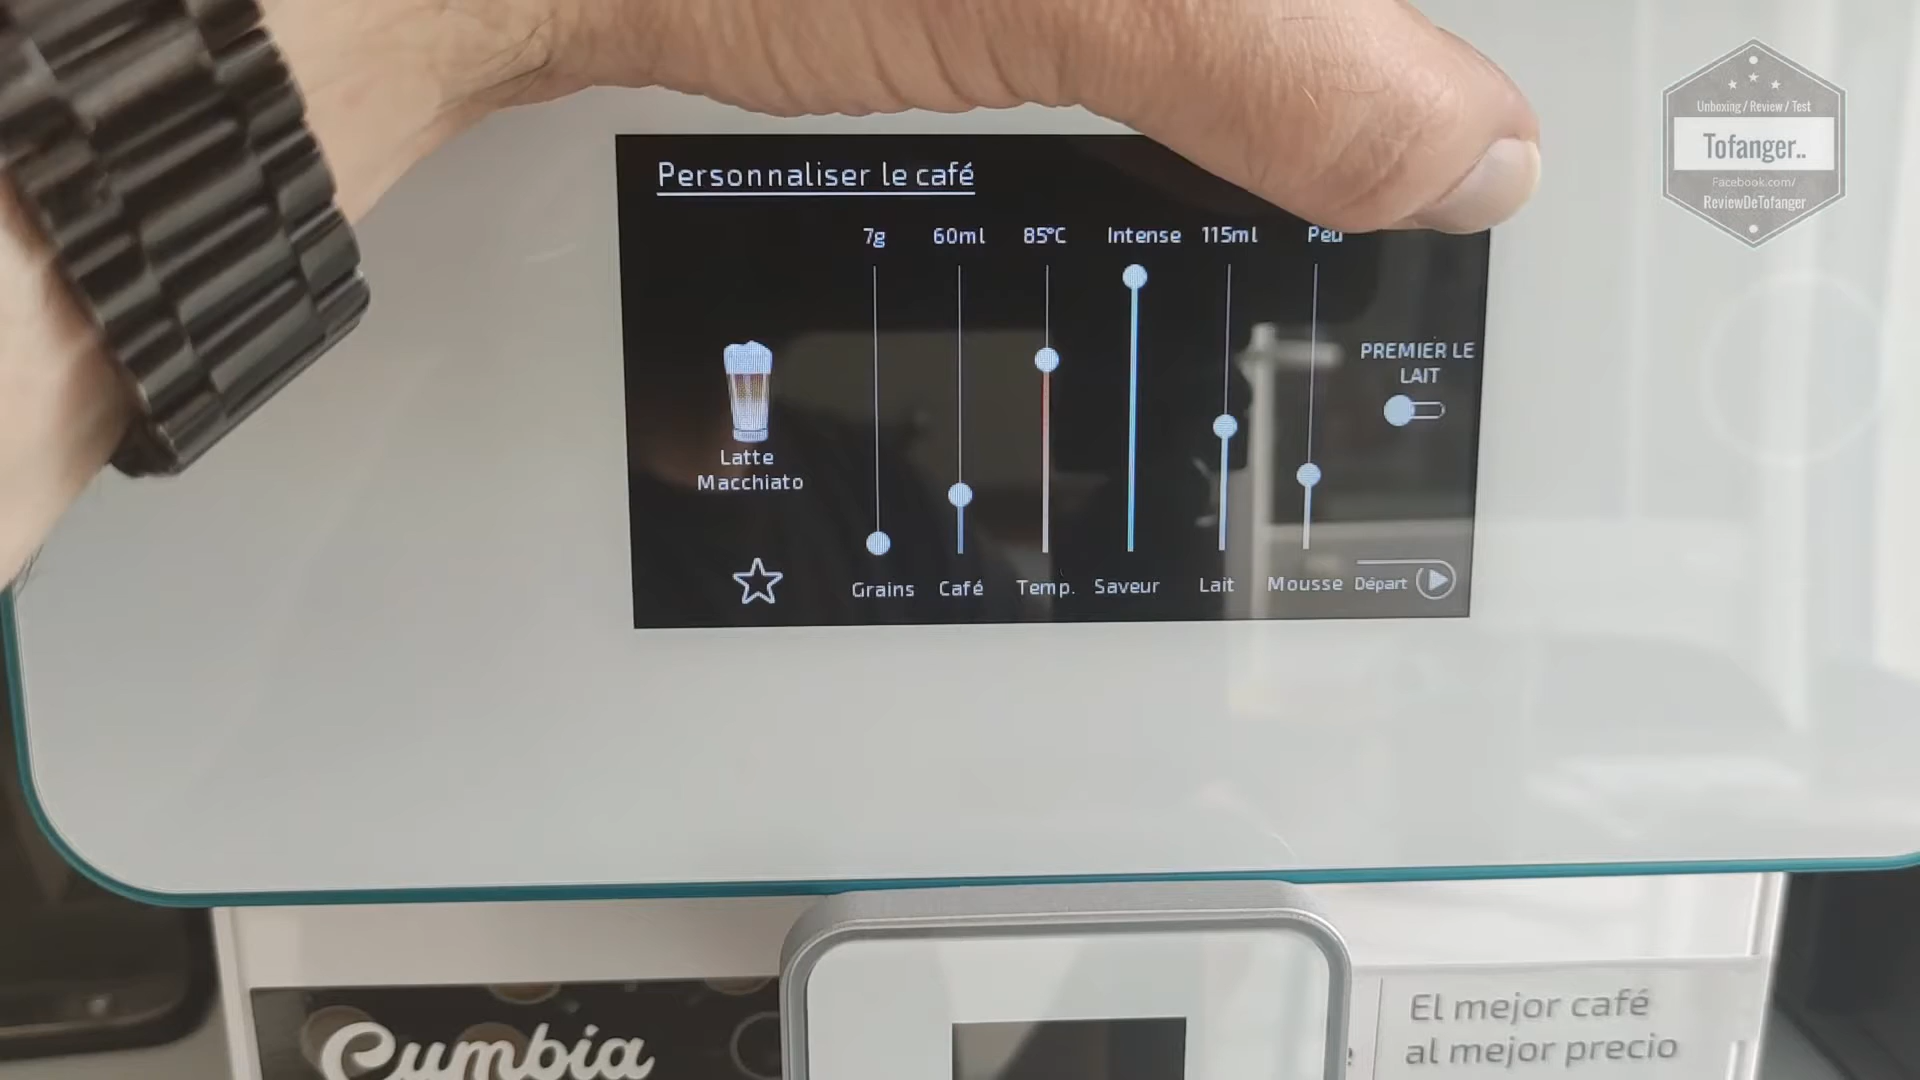 Unboxing / Review / Test
Tofanger..
Facebook.com/
ReviewDeTofanger
Personnaliser le café
7g 60ml 85°C Intense 115ml Peu
PREMIER LE
LAIT
Latte
Macchiato
Grains Café Temp. Saveur Lait Mousse Départ
Cumbia
El mejor café
al mejor precio